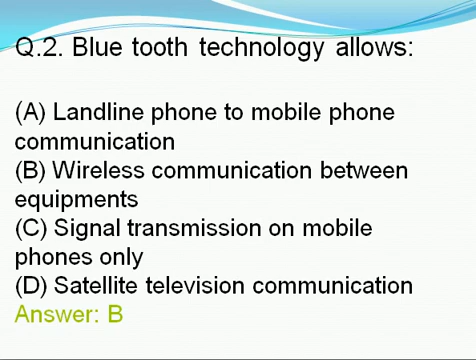 Q.2. Blue tooth technology allows:
(A) Landline phone to mobile phone
communication
(B) Wireless communication between
equipments
(C) Signal transmission on mobile
phones only
(D) Satellite television communication
Answer: B